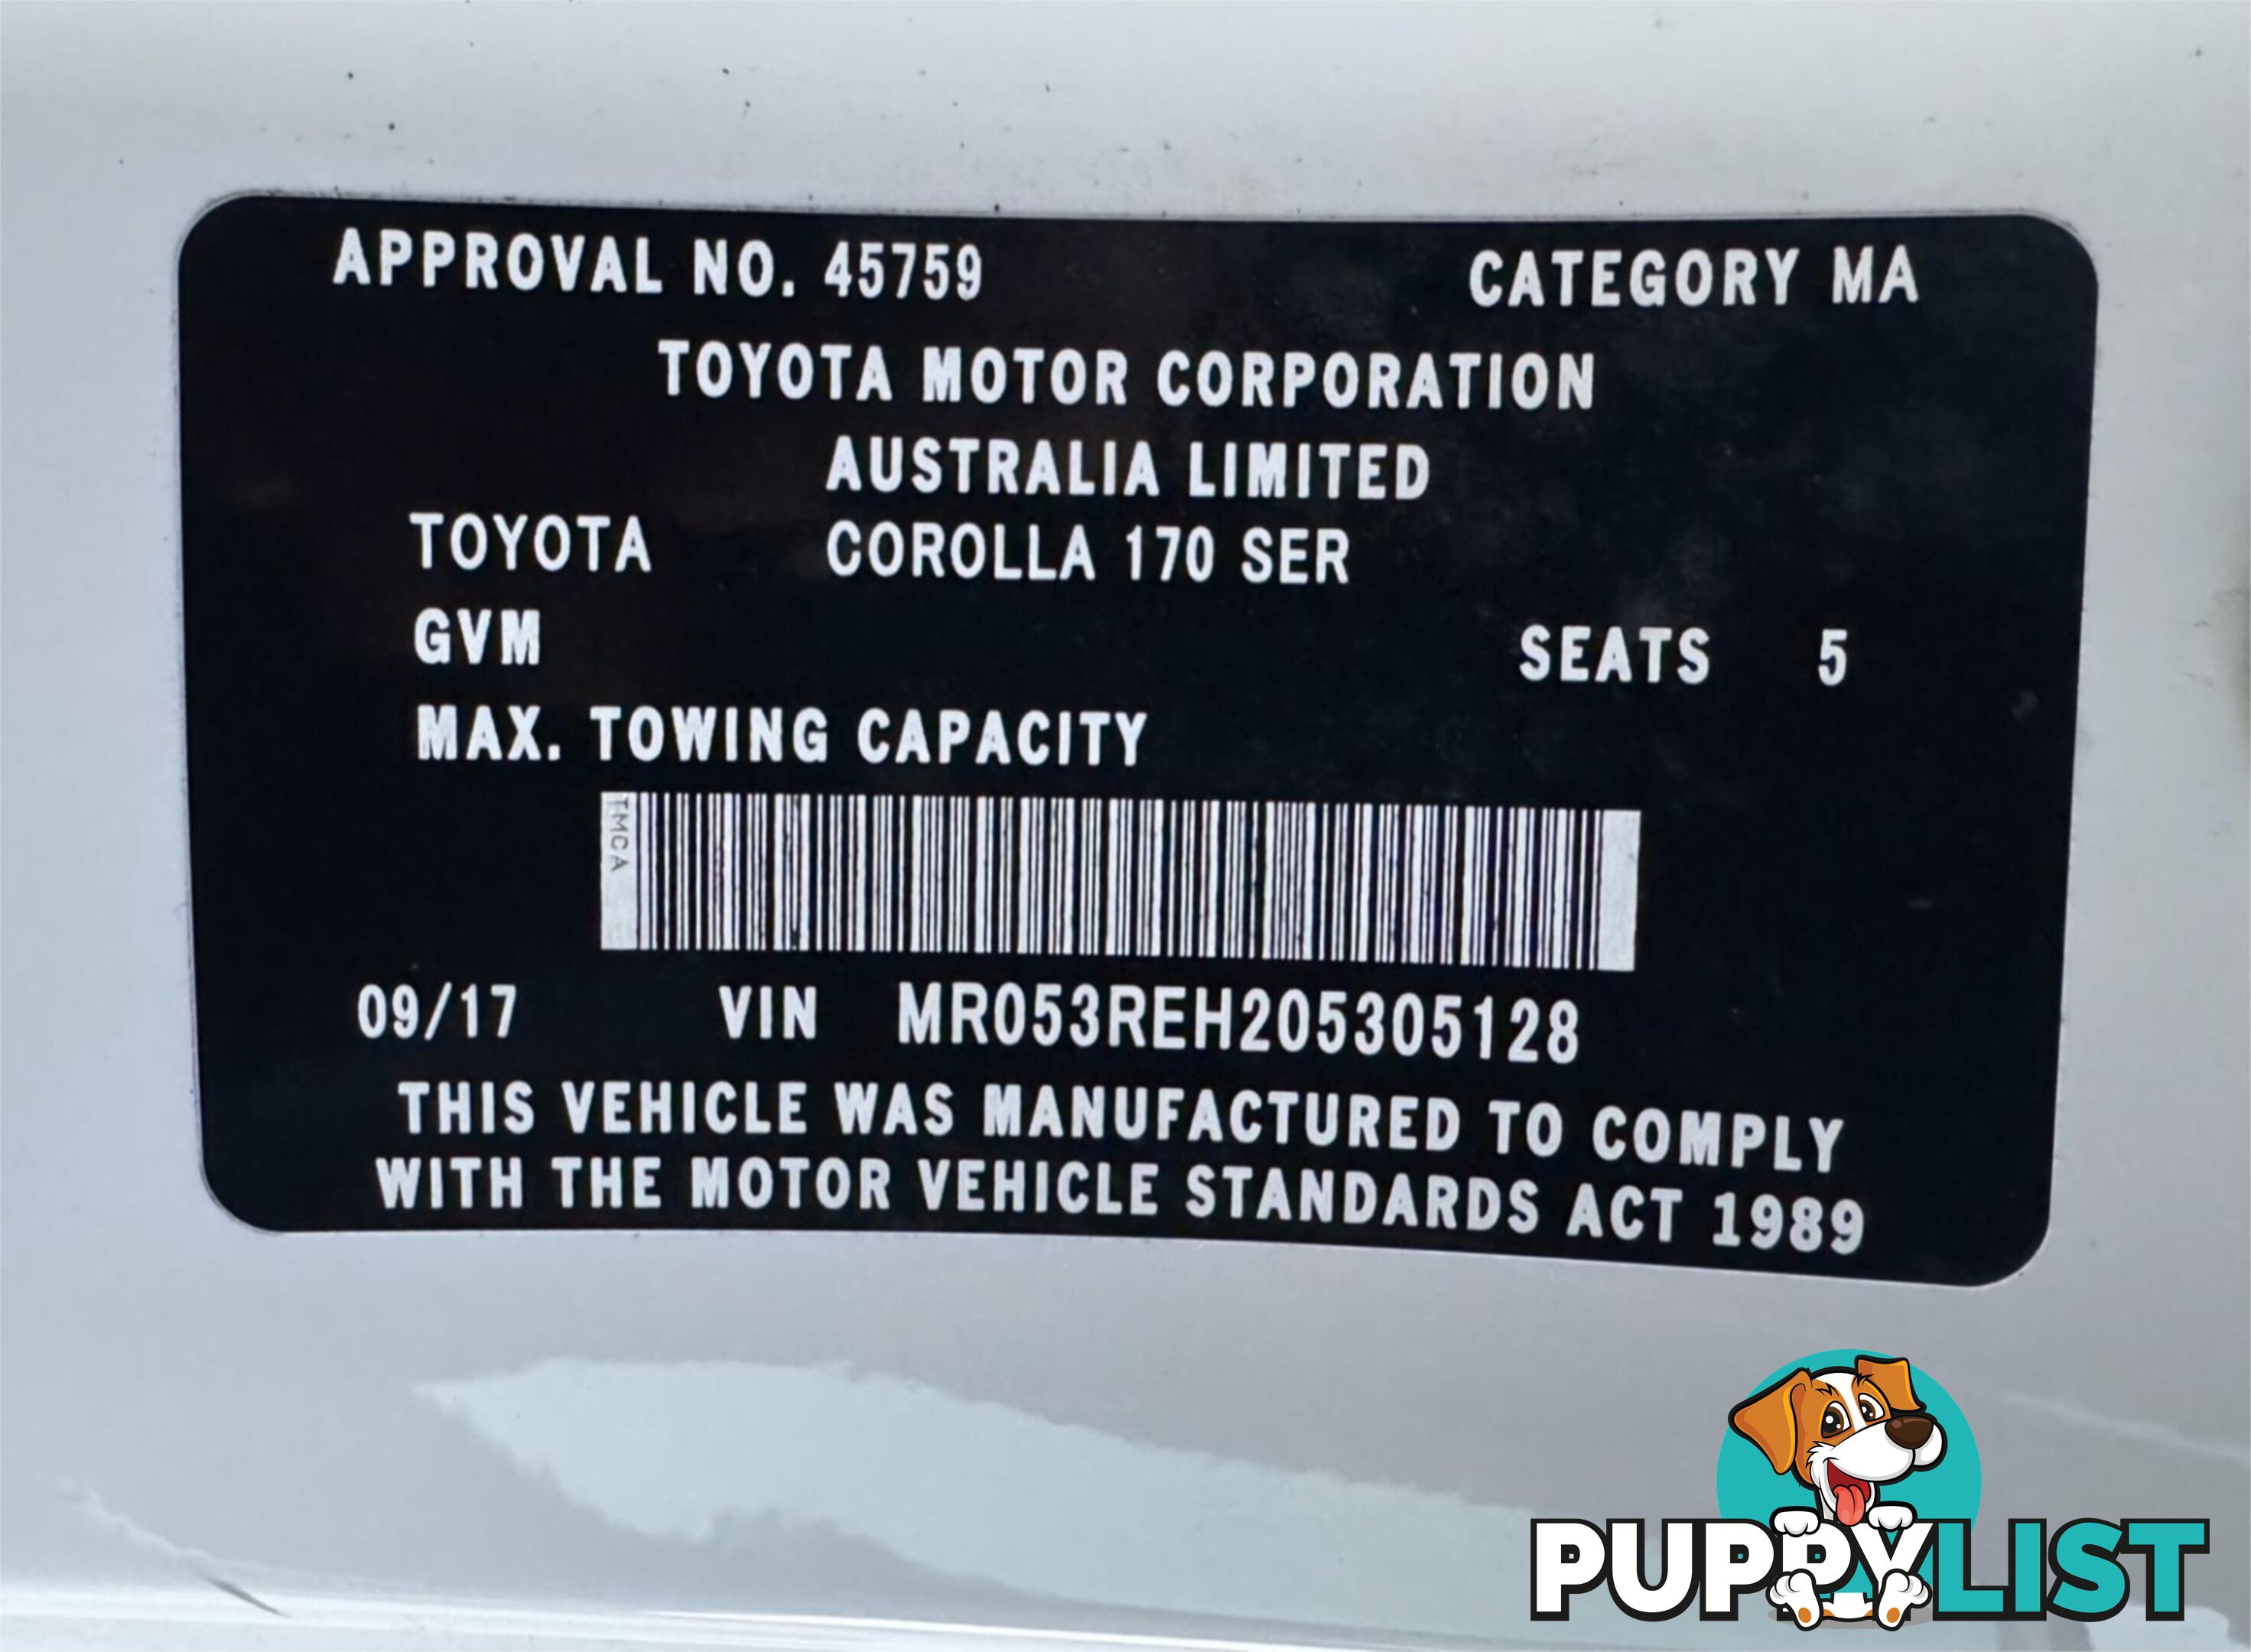 APPROVAL NO. 45759 CATEGORY MA
TOYOTA MOTOR CORPORATION
AUSTRALIA LIMITED
TOYOTA COROLLA 170 SER
GVM SEATS 5
MAX. TOWING CAPACITY
TMCA
09/17 VIN MR053REH205305128
THIS VEHICLE WAS MANUFACTURED TO COMPLY
WITH THE MOTOR VEHICLE STANDARDS ACT 1989
PUPPYLIST